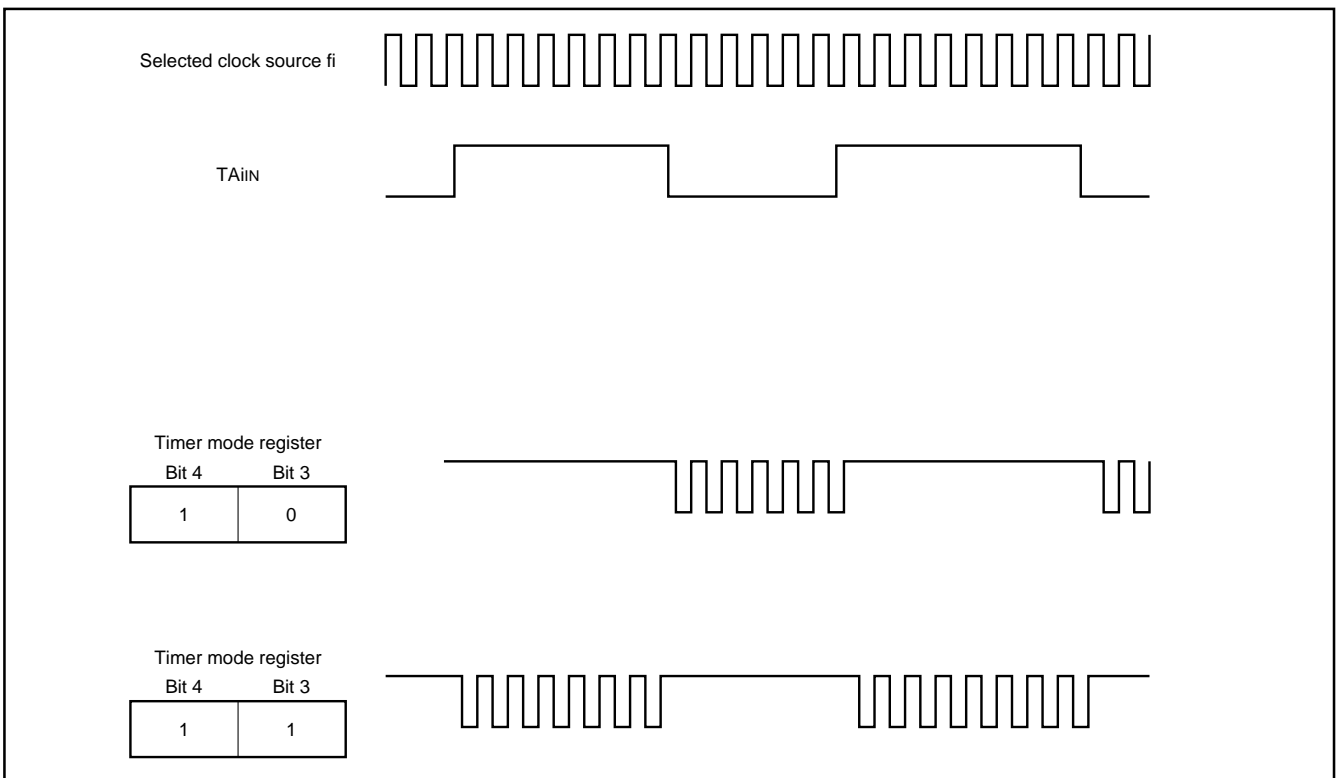 Selected clock source fi
TAiIN
Timer mode register
Bit 4 Bit 3
1 0
Timer mode register
Bit 4 Bit 3
1 1